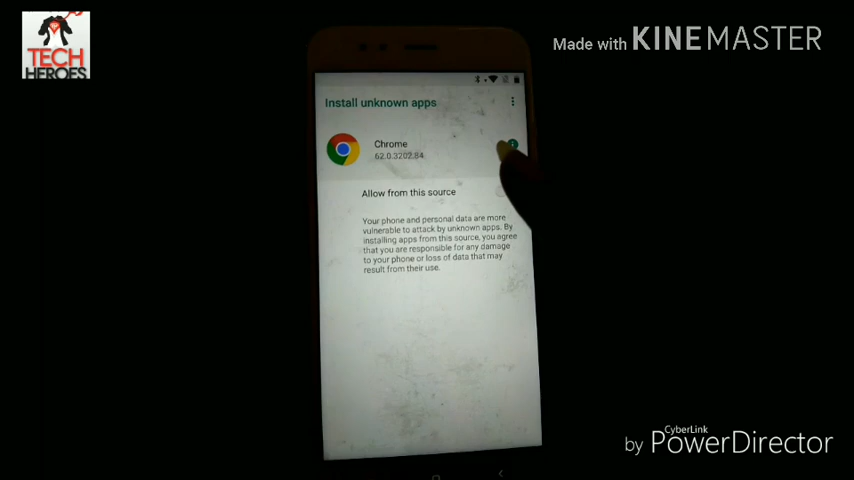 TECH
HEROES
Made with KINEMASTER
Install unknown apps
Chrome
62.0.3202.84
Allow from this source
Your phone and personal data are more
vulnerable to attack by unknown apps. By
installing apps from this source, you agree
that you are responsible for any damage
to your phone or loss of data that may
result from their use.
CyberLink
by PowerDirector